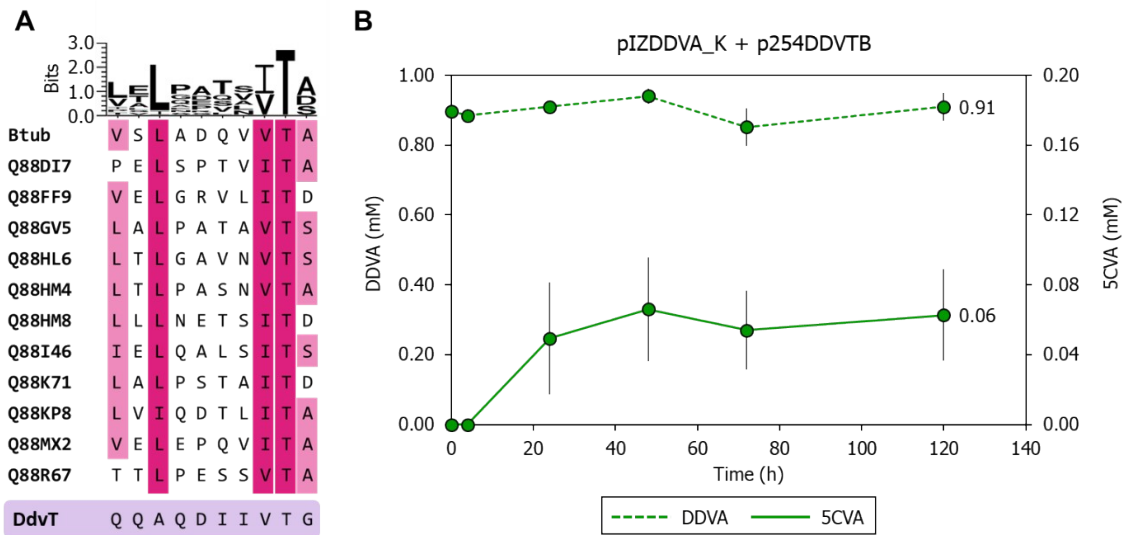 A
3.0
2.0
1.0
0.0
Bits
Btub V S L A D Q V V T A
Q88DI7 P E L S P T V I T A
Q88FF9 V E L G R V L I T D
Q88GV5 L A L P A T A V T S
Q88HL6 L T L G A V N V T S
Q88HM4 L T L P A S N V T A
Q88HM8 L L L N E T S I T D
Q88I46 I E L Q A L S I T S
Q88K71 L A L P S T A I T D
Q88KP8 L V I Q D T L I T A
Q88MX2 V E L E P Q V I T A
Q88R67 T T L P E S S V T A
DdvT Q Q A Q D I I V T G
B
pIZDDVA_K + p254DDVTB
1.00
0.80
0.60
0.40
0.20
0.00
DDVA (mM)
0.20
0.16
0.12
0.08
0.04
0.00
5CVA (mM)
0.91
0.06
0 20 40 60 80 100 120 140
Time (h)
DDVA 5CVA